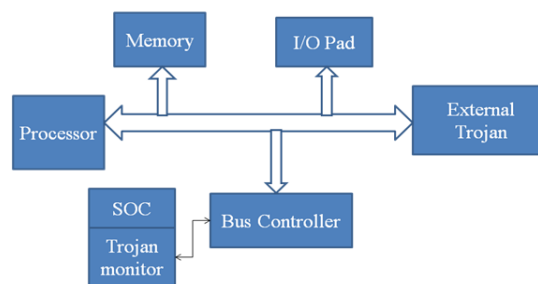 Memory
I/O Pad
Processor
External
Trojan
SOC
Trojan
monitor
Bus Controller